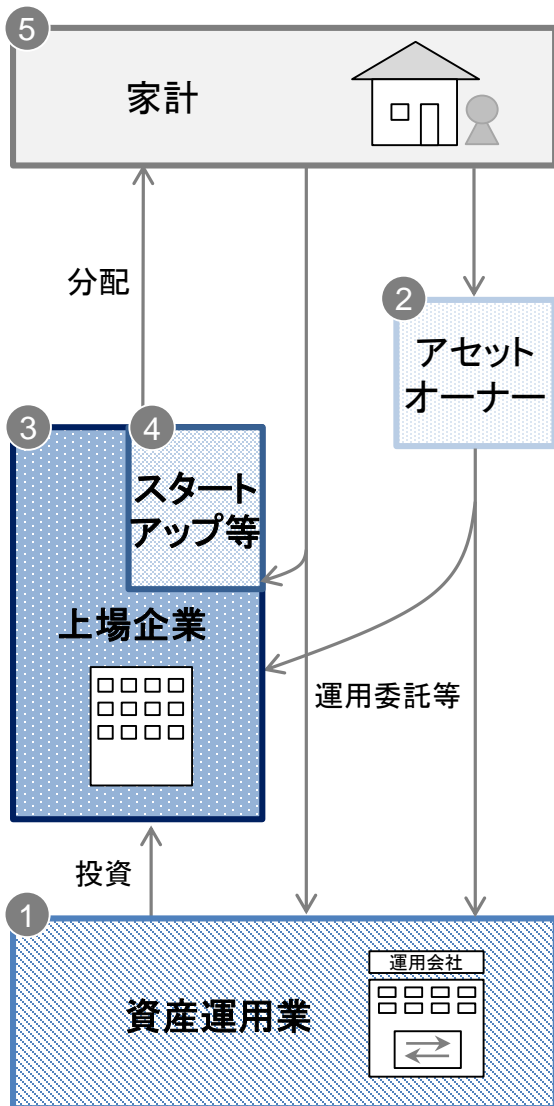 5
家計
分配
2
アセット
オーナー
3
4
スタート
アップ等
上場企業
運用委託等
投資
1
運用会社
資産運用業